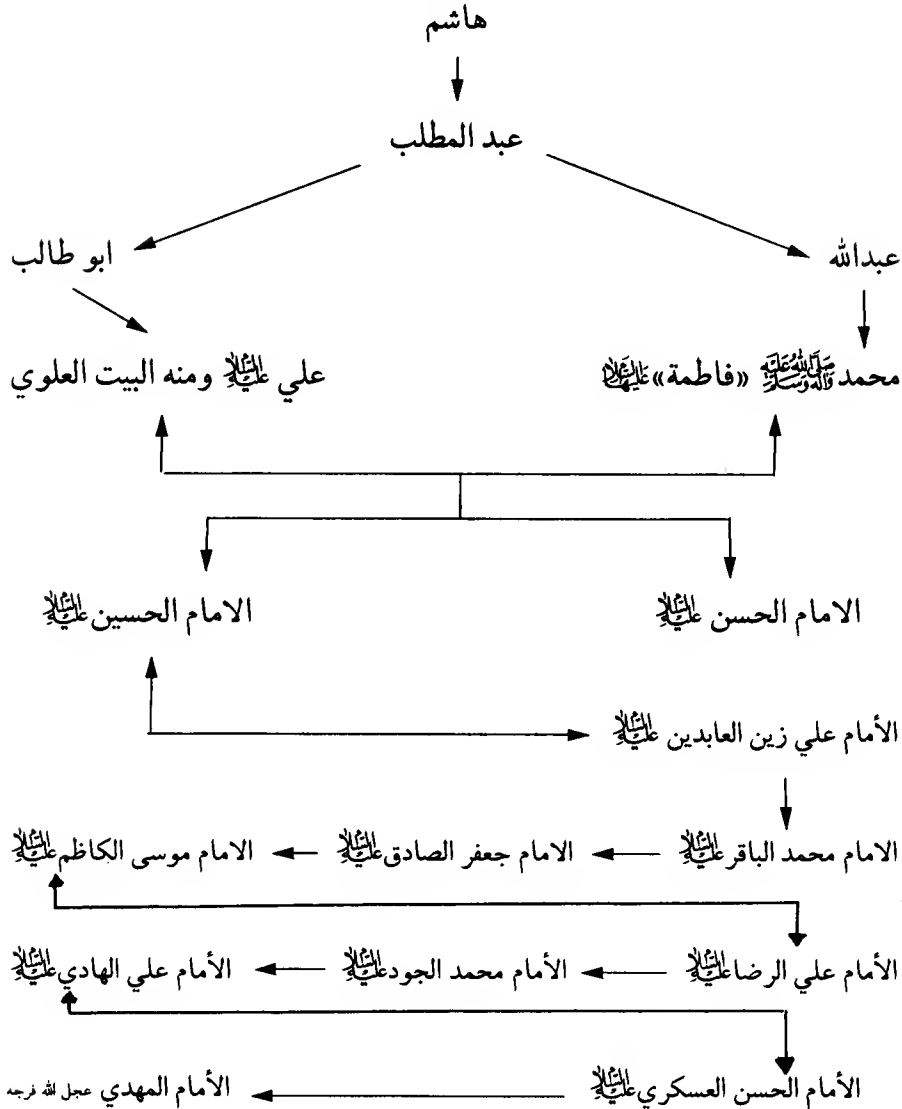 هاشم
عبد المطلب
عبدالله ابو طالب
محمد صلى الله عليه وآله وسلم «فاطمة» عليها السلام علي عليه السلام ومنه البيت العلوي
الامام الحسن عليه السلام الامام الحسين عليه السلام
الأمام علي زين العابدين عليه السلام
الامام محمد الباقر عليه السلام الامام جعفر الصادق عليه السلام الامام موسى الكاظم عليه السلام
الأمام علي الرضا عليه السلام الأمام محمد الجود عليه السلام الأمام علي الهادي عليه السلام
الأمام الحسن العسكري عليه السلام الأمام المهدي عجل لله فرجه